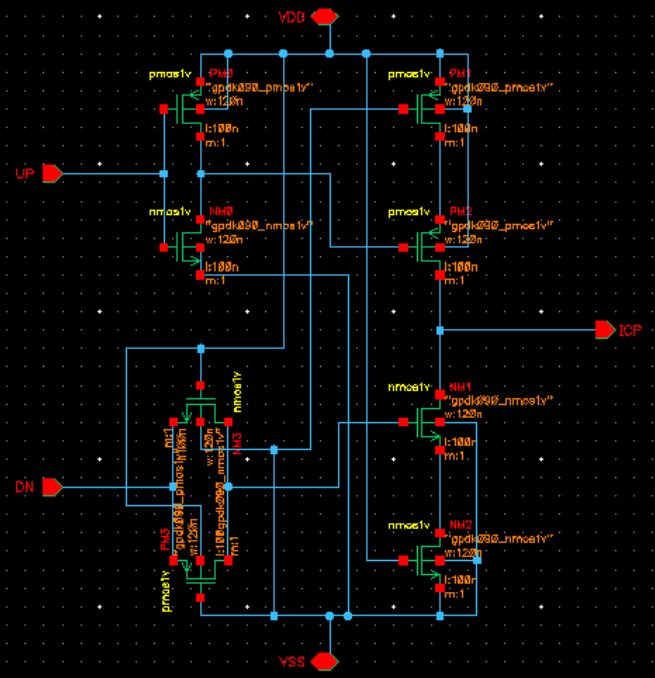 VDB
pmos1v
PM0
"gpdk090_pmos1v"
w:120n
l:100n
m:1
pmos1v
PM1
"gpdk090_pmos1v"
w:120n
l:100n
m:1
UP
nmos1v
NM0
"gpdk090_nmos1v"
w:120n
l:100n
m:1
pmos1v
PM2
"gpdk090_pmos1v"
w:120n
l:100n
m:1
ICP
nmos1v
NM3
"gpdk090_nmos1v"
w:120n
l:100n
m:1
nmos1v
NM1
"gpdk090_nmos1v"
w:120n
l:100n
m:1
DN
PM3
pmos1v
"gpdk090_pmos1v"
w:120n
l:100n
m:1
nmos1v
NM2
"gpdk090_nmos1v"
w:120n
l:100n
m:1
VSS